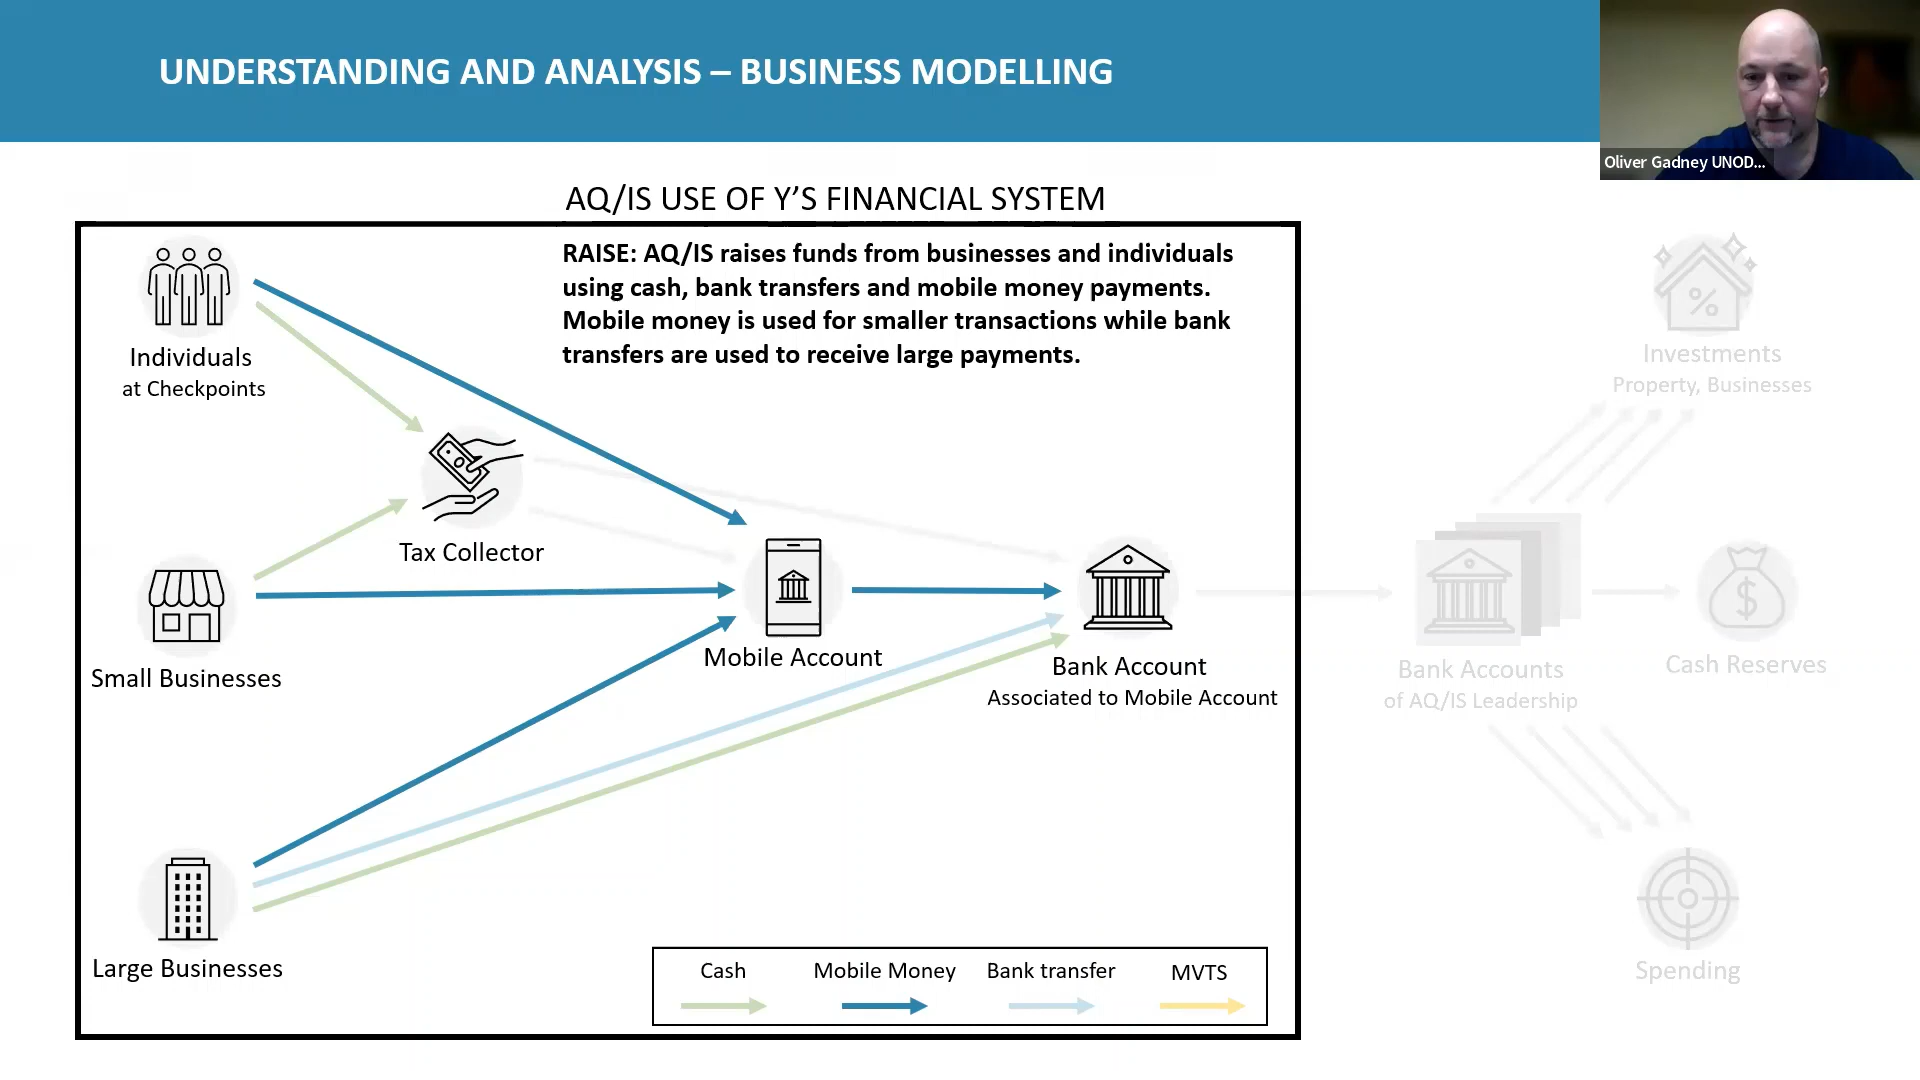 UNDERSTANDING AND ANALYSIS – BUSINESS MODELLING
Oliver Gadney UNOD...
AQ/IS USE OF Y'S FINANCIAL SYSTEM
RAISE: AQ/IS raises funds from businesses and individuals
using cash, bank transfers and mobile money payments.
Mobile money is used for smaller transactions while bank
transfers are used to receive large payments.
Individuals
at Checkpoints
Tax Collector
Small Businesses
Mobile Account
Bank Account
Associated to Mobile Account
Large Businesses
Investments
Property, Businesses
Bank Accounts
of AQ/IS Leadership
Cash Reserves
Spending
Cash
Mobile Money
Bank transfer
MVTS